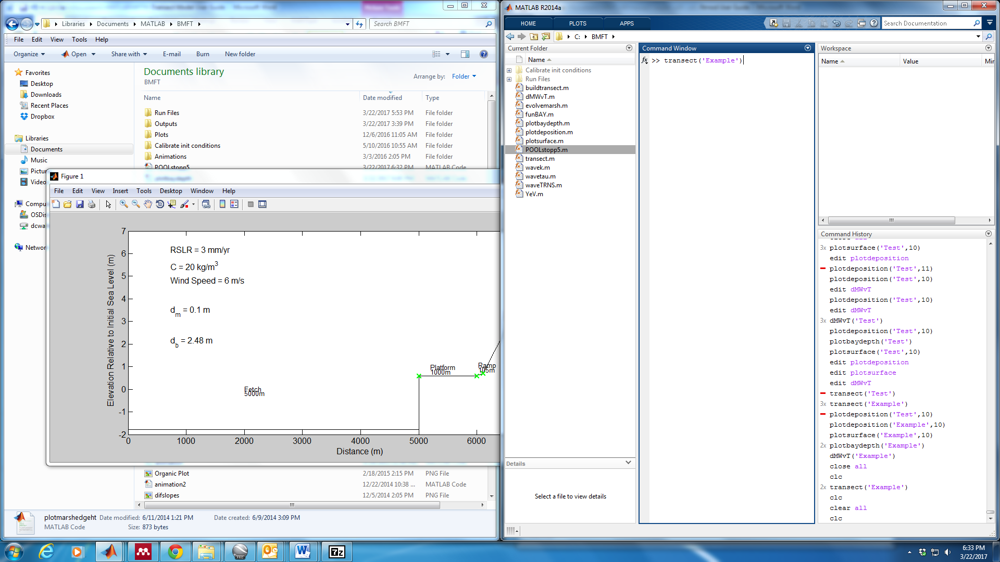 Libraries
Documents
MATLAB
BMFT
Search BMFT
File Edit View Tools Help
Organize Open Share with E-mail Burn New folder
Favorites
Desktop
Downloads
Recent Places
Dropbox
Libraries
Documents
Music
Pictur
Video
Compu
OSDis
dcwa
Networ
Documents library
BMFT
Arrange by: Folder
Name Date modified Type
Run Files 3/22/2017 5:53 PM File folder
Outputs 3/22/2017 3:39 PM File folder
Plots 12/6/2016 11:05 AM File folder
Calibrate init conditions 5/10/2016 10:55 AM File folder
Animations 3/3/2016 2:05 PM File folder
POOLstopp5 3/22/2017 6:32 PM MATLAB Code
Figure 1
File Edit View Insert Tools Desktop Window Help
RSLR = 3 mm/yr
C = 20 kg/m3
Wind Speed = 6 m/s
dm = 0.1 m
db = 2.48 m
Platform
1000m
Ramp
105m
Fetch
5000m
7
6
5
4
3
2
1
0
-1
-2
Elevation Relative to Initial Sea Level (m)
0 1000 2000 3000 4000 5000 6000
Distance (m)
Organic Plot 2/18/2015 2:15 PM PNG File
animation2 12/22/2014 10:38 ... MATLAB Code
difslopes 12/5/2014 2:05 PM PNG File
plotmarshedgeht Date modified: 6/11/2014 1:21 PM Date created: 6/9/2014 3:09 PM
MATLAB Code Size: 873 bytes
MATLAB R2014a
HOME PLOTS APPS
Search Documentation
C: BMFT
Current Folder
Name
Calibrate init conditions
Run Files
buildtransect.m
dMWvT.m
evolvemarsh.m
funBAY.m
plotbaydepth.m
plotdeposition.m
plotsurface.m
POOLstopp5.m
transect.m
wavek.m
wavetau.m
waveTRNS.m
YeV.m
Details
Select a file to view details
Command Window
fx >> transect('Example')
Workspace
Name Value Mir
Command History
3x plotsurface('Test',10)
edit plotdeposition
plotdeposition('Test',11)
plotdeposition('Test',10)
edit dMWvT
plotdeposition('Test',10)
edit dMWvT
3x dMWvT('Test')
plotdeposition('Test',10)
plotbaydepth('Test')
plotsurface('Test',10)
edit plotdeposition
edit plotsurface
edit dMWvT
transect('Test')
3x transect('Example')
plotdeposition('Test',10)
plotdeposition('Example',10)
plotsurface('Example',10)
2x plotbaydepth('Example')
dMWvT('Example')
close all
clc
2x transect('Example')
clc
clear all
clc
PRO
7z
6:33 PM
3/22/2017